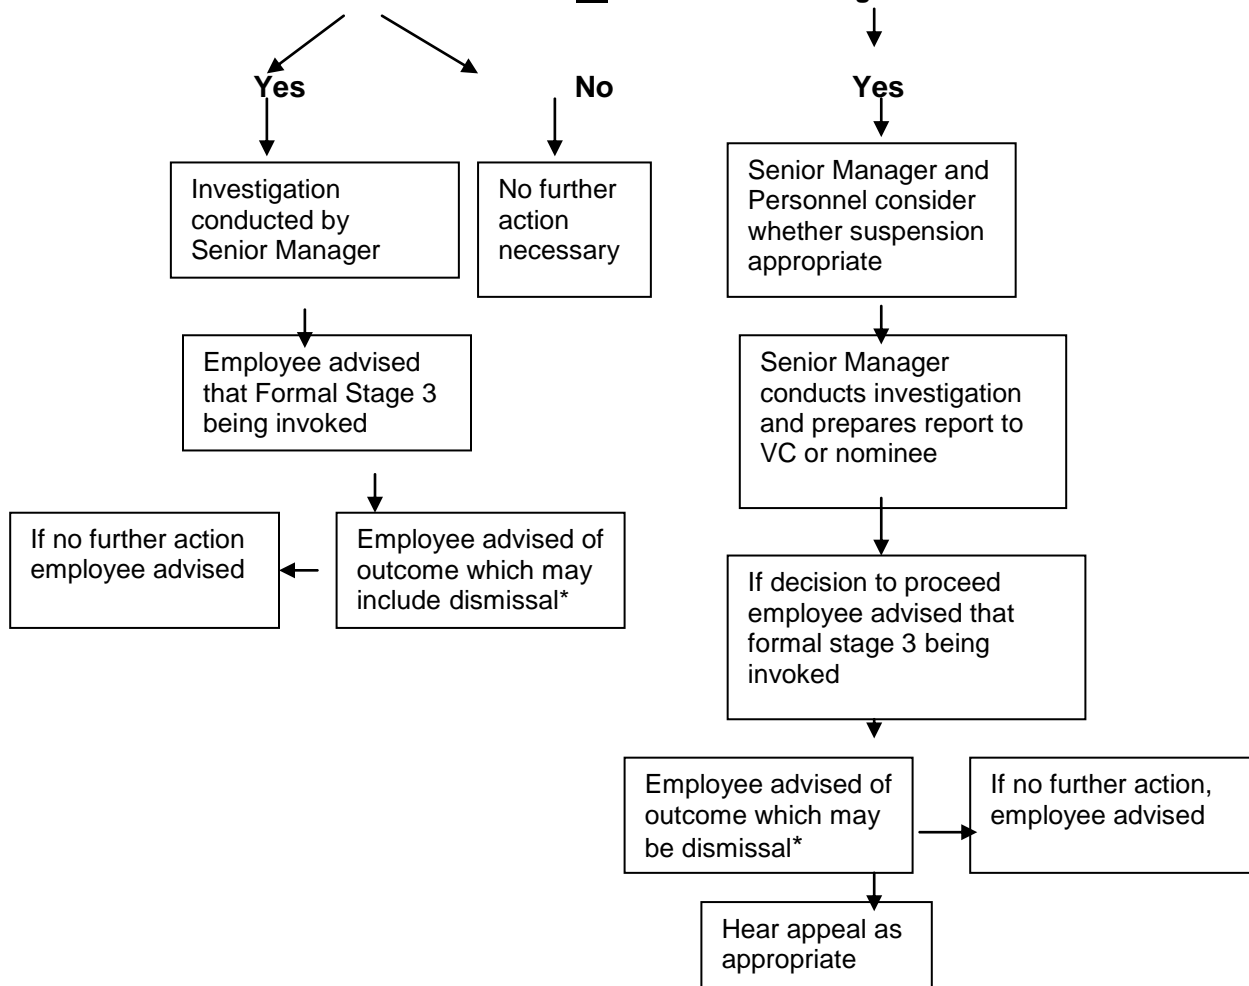 Yes
No
Yes
Investigation
conducted by
Senior Manager
No further
action
necessary
Senior Manager and
Personnel consider
whether suspension
appropriate
Employee advised
that Formal Stage 3
being invoked
Senior Manager
conducts investigation
and prepares report to
VC or nominee
If no further action
employee advised
Employee advised of
outcome which may
include dismissal*
If decision to proceed
employee advised that
formal stage 3 being
invoked
Employee advised of
outcome which may
be dismissal*
If no further action,
employee advised
Hear appeal as
appropriate